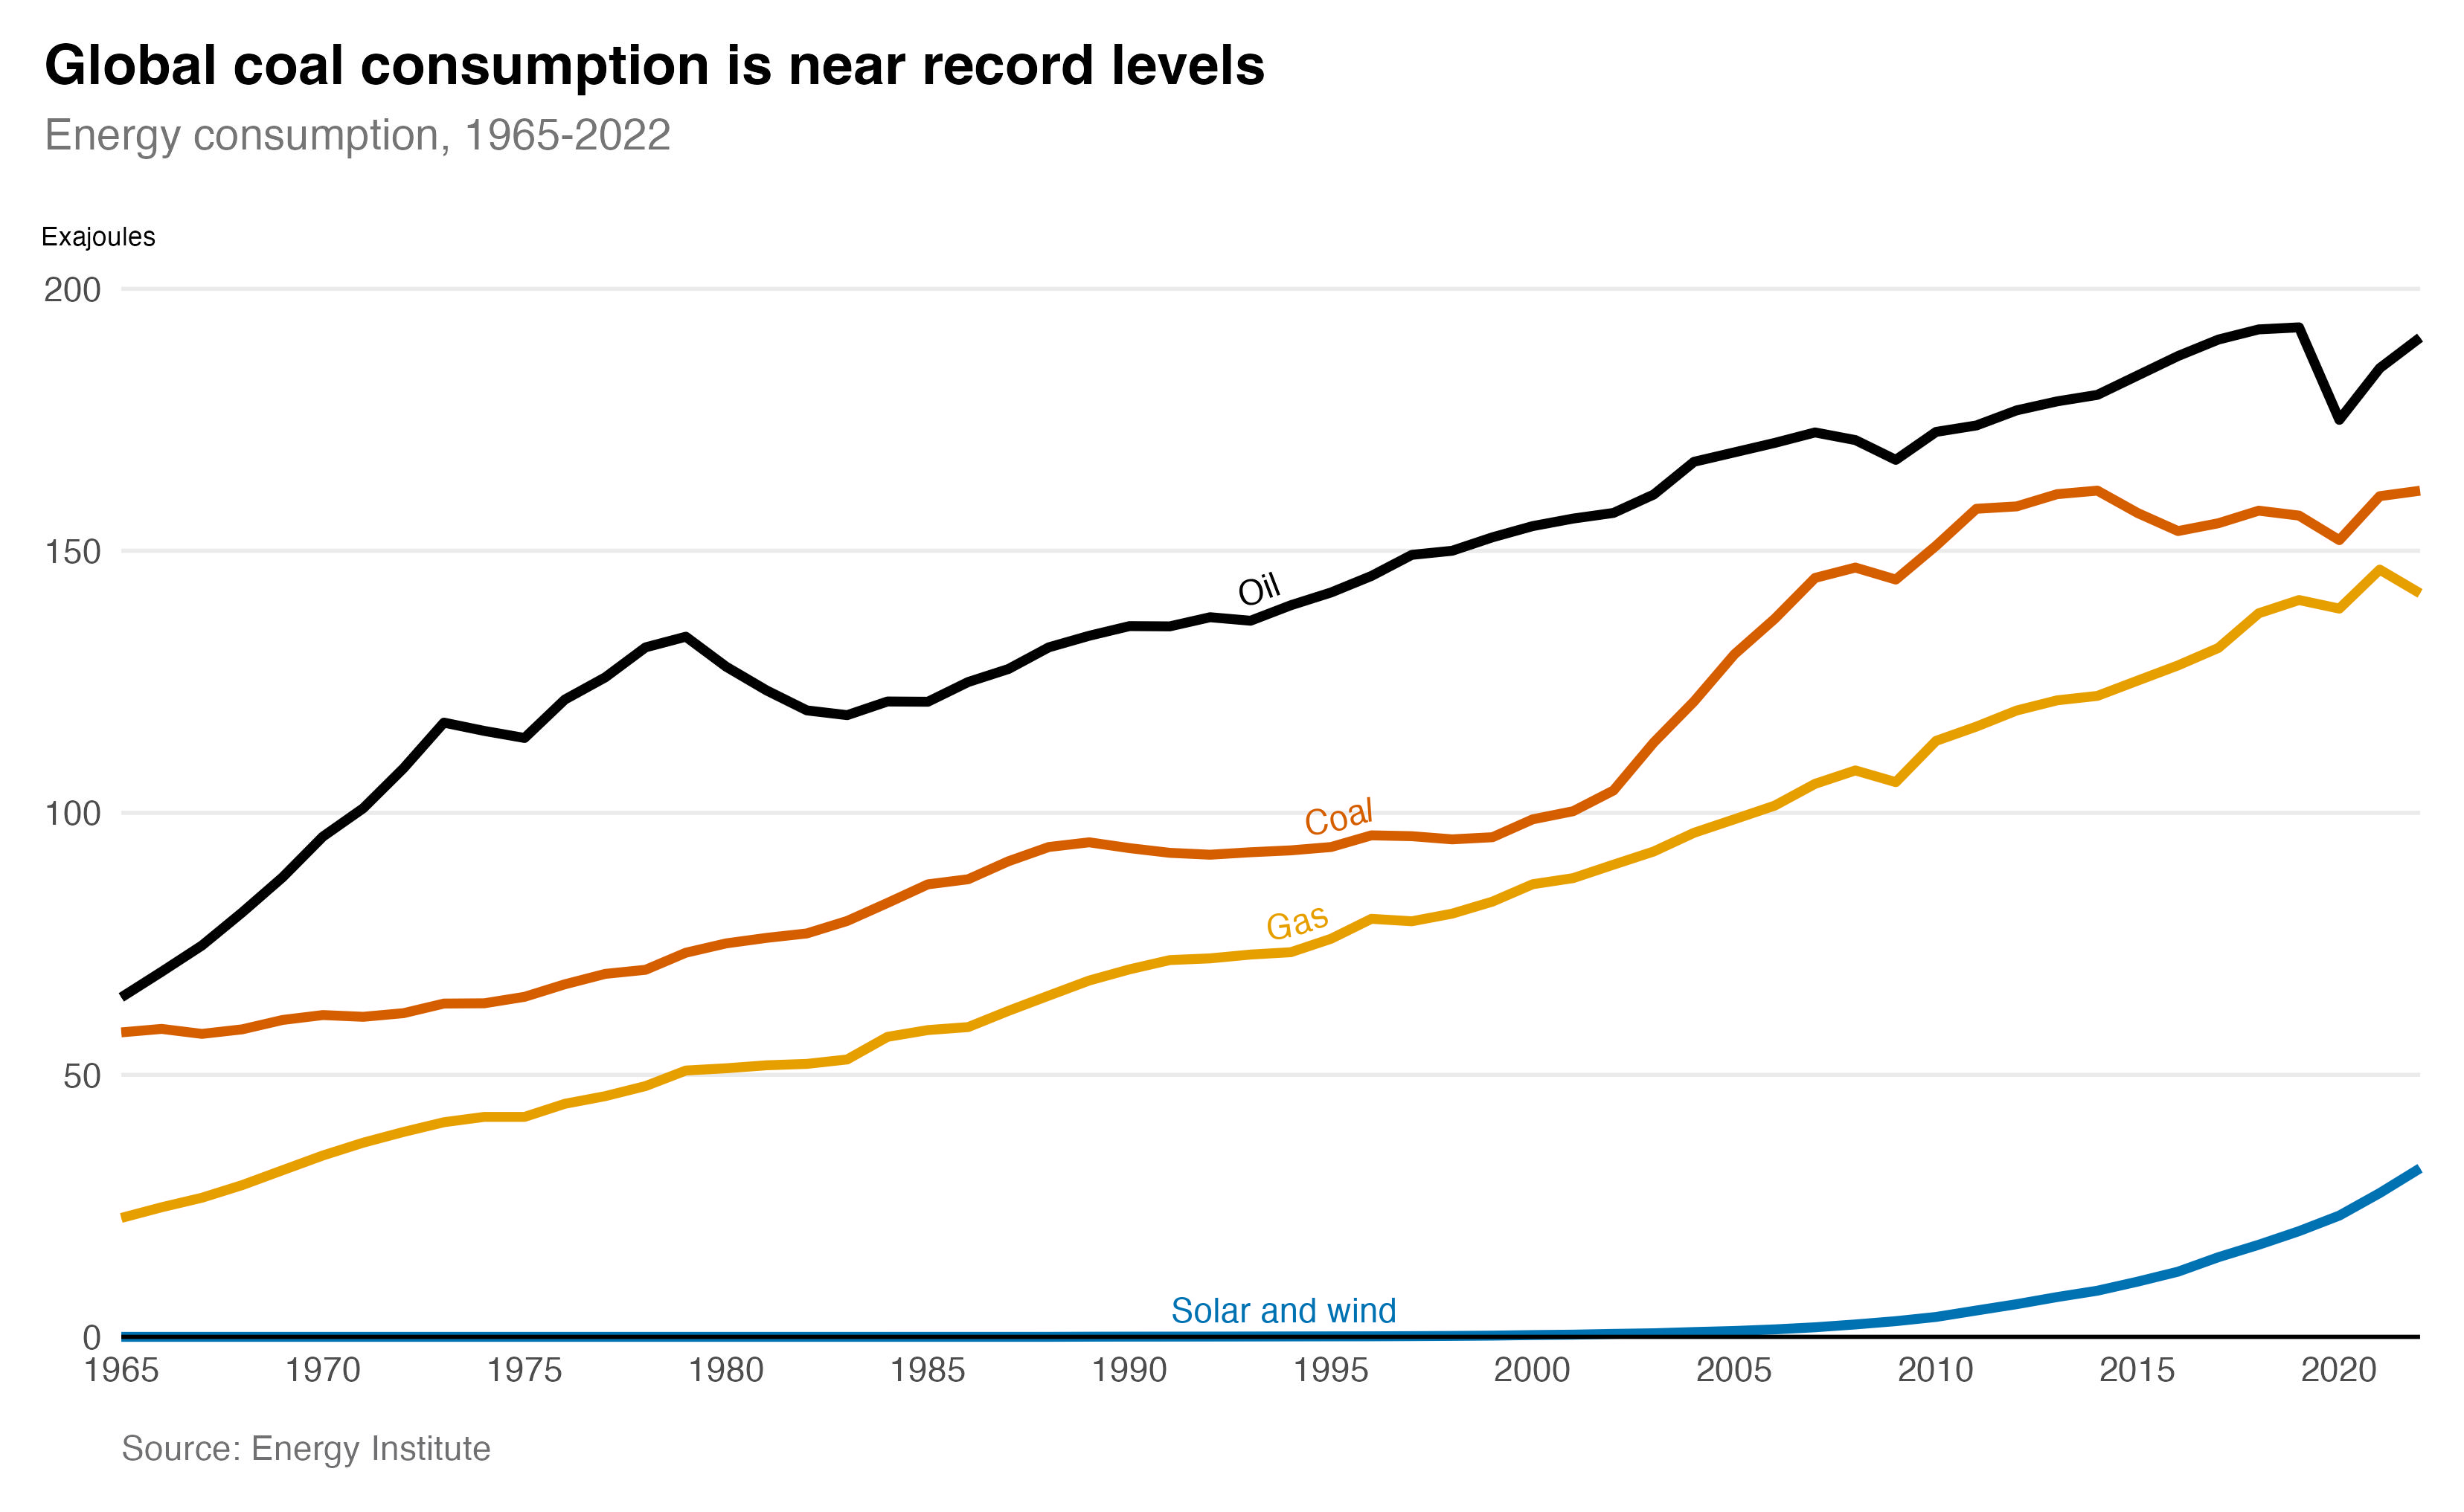 Global coal consumption is near record levels
Energy consumption, 1965-2022
Exajoules
200
150
100
50
0
Oil
Coal
Gas
Solar and wind
1965 1970 1975 1980 1985 1990 1995 2000 2005 2010 2015 2020
Source: Energy Institute